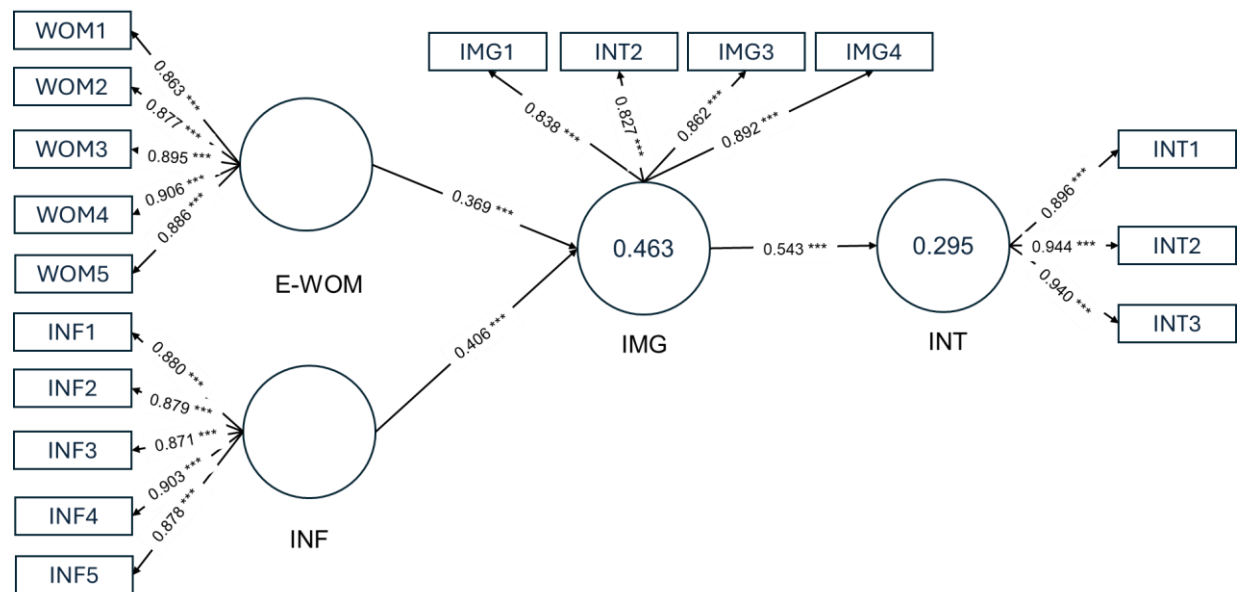 WOM1
WOM2
WOM3
WOM4
WOM5
0.863 ***
0.877 ***
0.895 ***
0.906 ***
0.886 ***
E-WOM
INF1
INF2
INF3
INF4
INF5
0.880 ***
0.879 ***
0.871 ***
0.903 ***
0.878 ***
INF
0.369 ***
0.406 ***
IMG1
INT2
IMG3
IMG4
0.838 ***
0.827 ***
0.862 ***
0.892 ***
0.463
IMG
0.543 ***
0.295
INT
0.896 ***
0.944 ***
0.940 ***
INT1
INT2
INT3